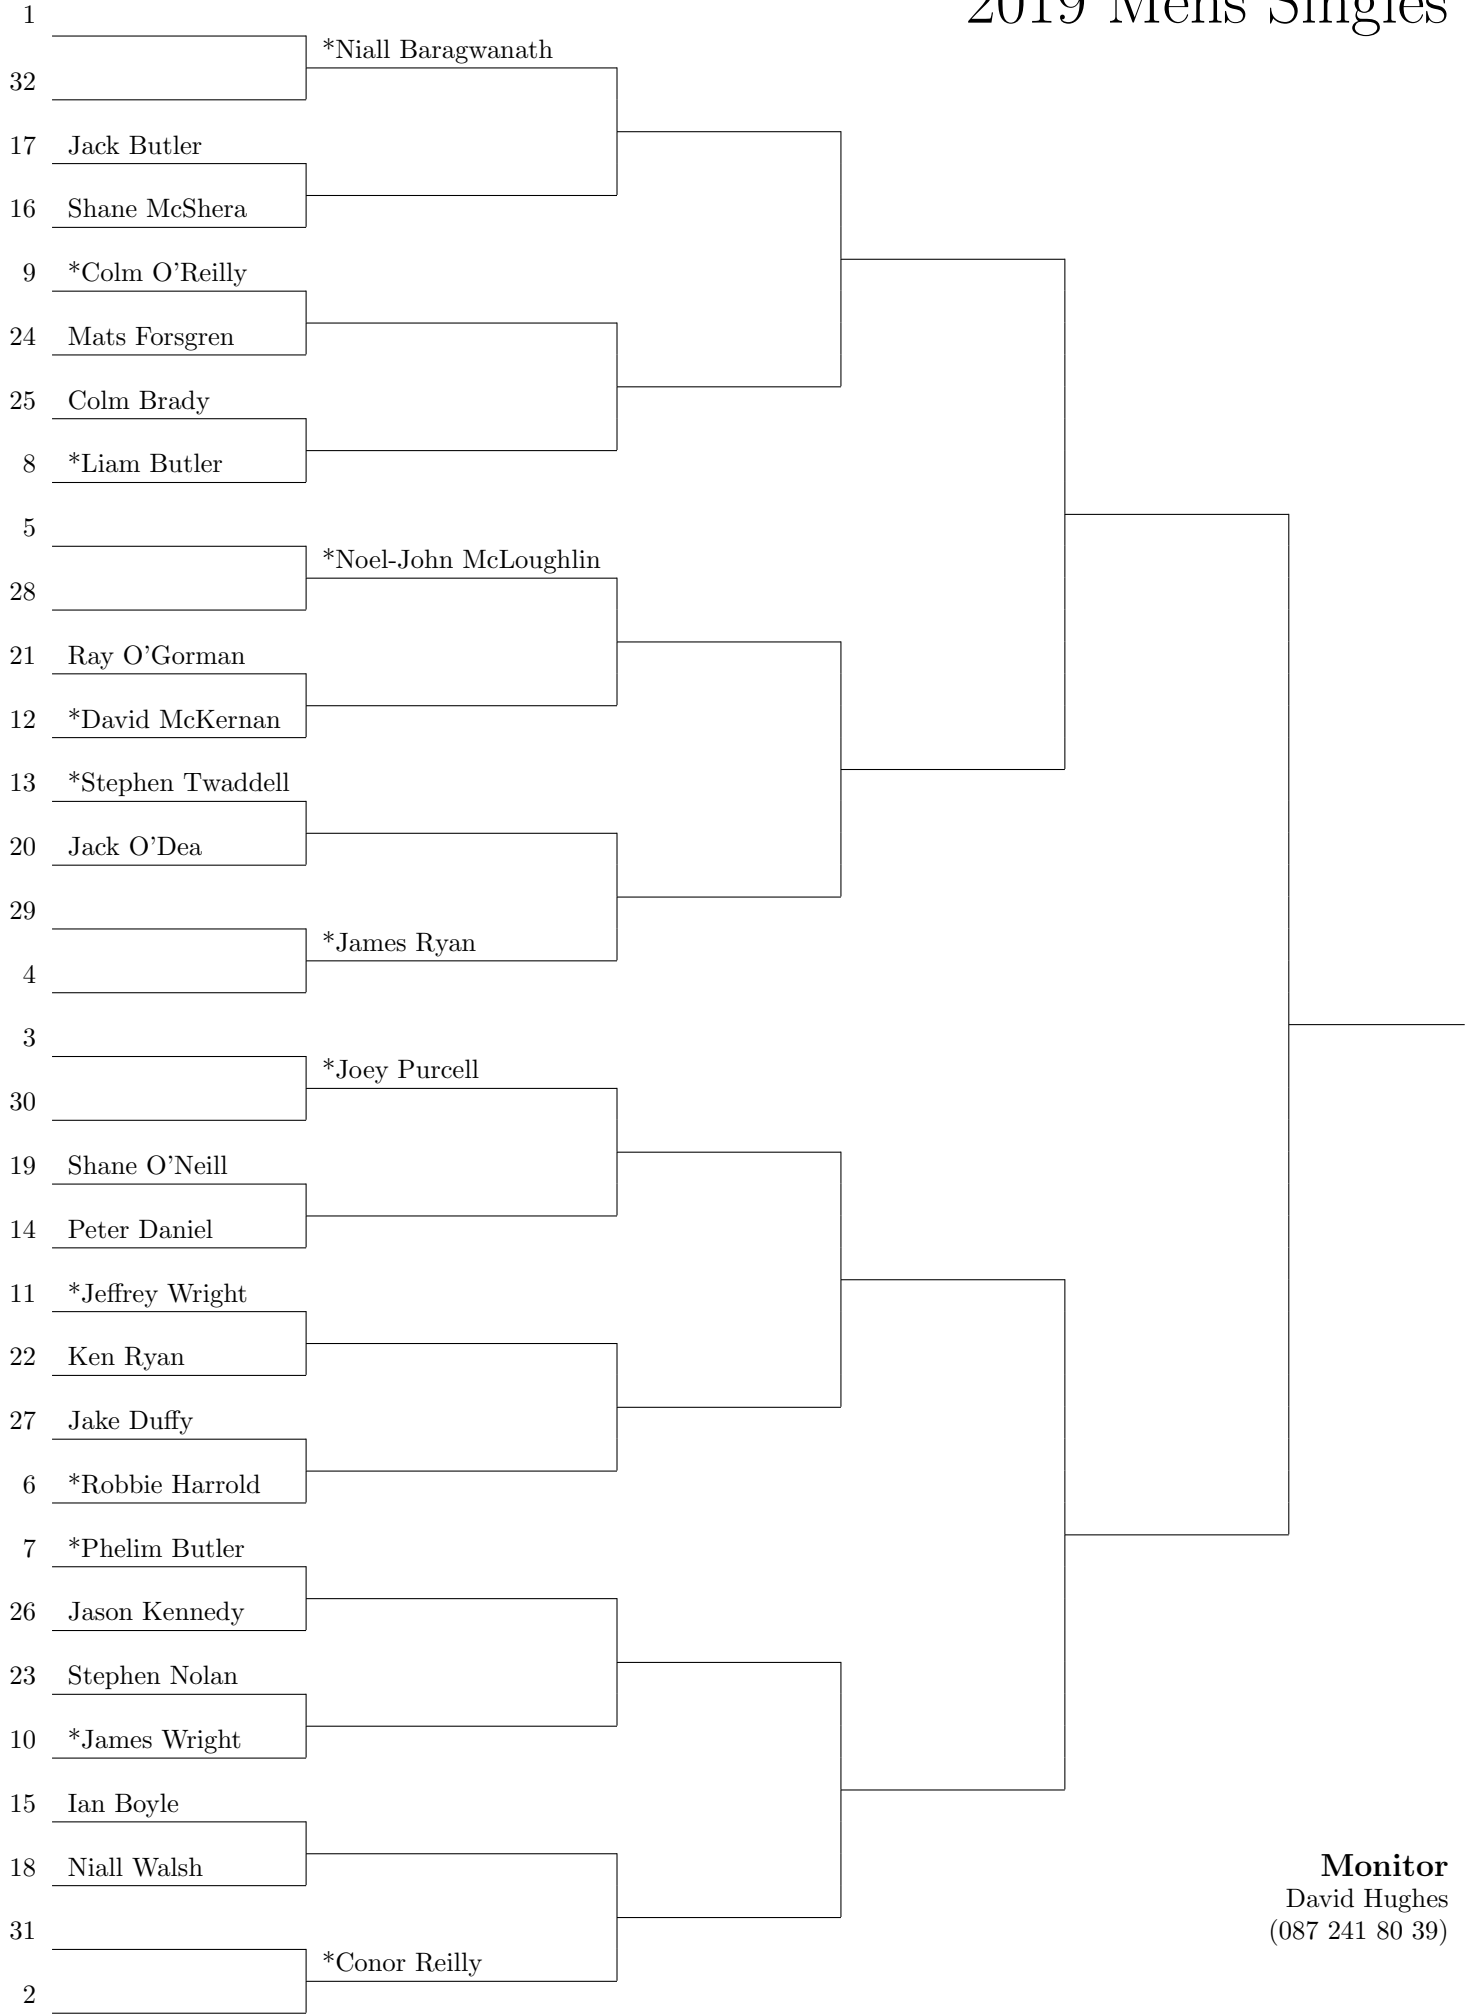 2019 Mens Singles
1
*Niall Baragwanath
32
17 Jack Butler
16 Shane McShera
9 *Colm O'Reilly
24 Mats Forsgren
25 Colm Brady
8 *Liam Butler
5
*Noel-John McLoughlin
28
21 Ray O'Gorman
12 *David McKernan
13 *Stephen Twaddell
20 Jack O'Dea
29
*James Ryan
4
3
*Joey Purcell
30
19 Shane O'Neill
14 Peter Daniel
11 *Jeffrey Wright
22 Ken Ryan
27 Jake Duffy
6 *Robbie Harrold
7 *Phelim Butler
26 Jason Kennedy
23 Stephen Nolan
10 *James Wright
15 Ian Boyle
18 Niall Walsh
31
*Conor Reilly
2
Monitor
David Hughes
(087 241 80 39)